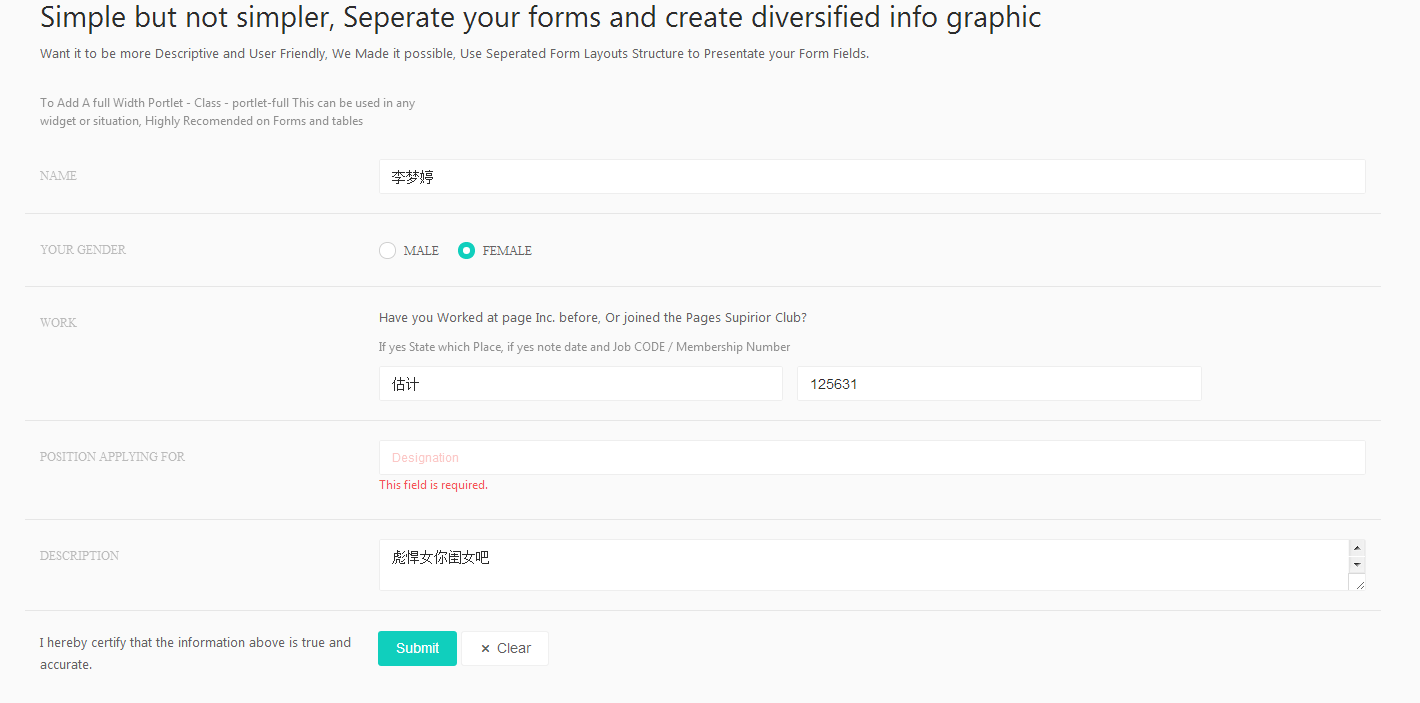 Simple but not simpler, Seperate your forms and create diversified info graphic
Want it to be more Descriptive and User Friendly, We Made it possible, Use Seperated Form Layouts Structure to Presentate your Form Fields.
To Add A full Width Portlet - Class - portlet-full This can be used in any
widget or situation, Highly Recomended on Forms and tables
NAME
李梦婷
YOUR GENDER
MALE FEMALE
WORK
Have you Worked at page Inc. before, Or joined the Pages Supirior Club?
If yes State which Place, if yes note date and Job CODE / Membership Number
估计 125631
POSITION APPLYING FOR
Designation
This field is required.
DESCRIPTION
彪悍女你闺女吧
I hereby certify that the information above is true and
accurate.
Submit × Clear